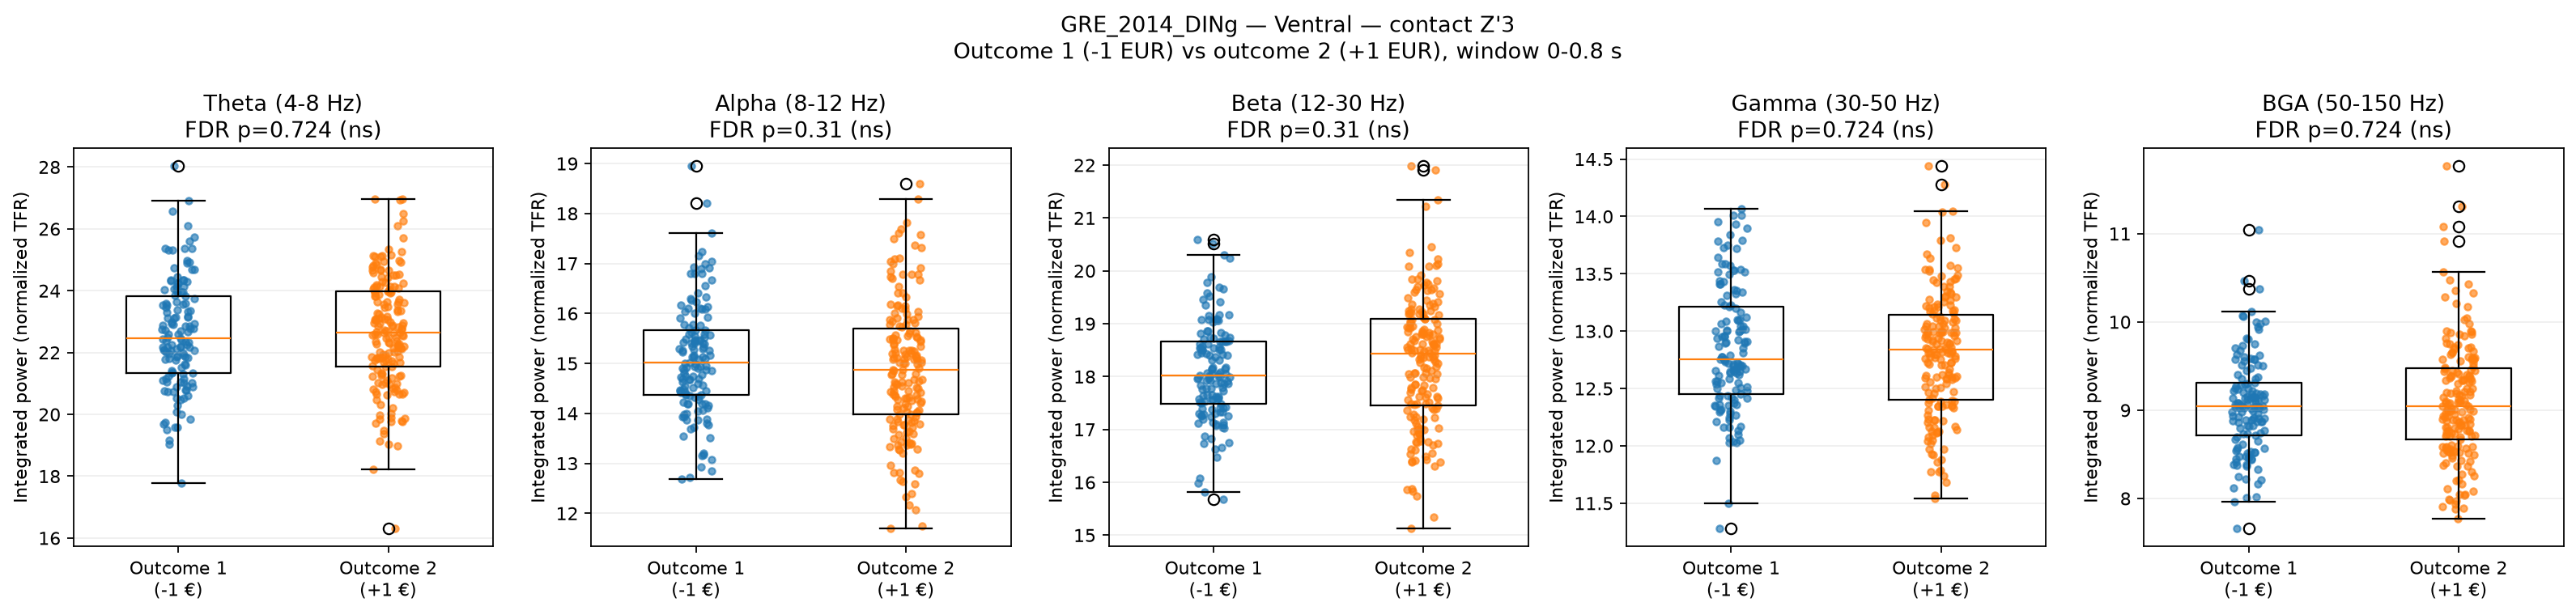 GRE_2014_DINg — Ventral — contact Z'3
Outcome 1 (-1 EUR) vs outcome 2 (+1 EUR), window 0-0.8 s
Theta (4-8 Hz)
FDR p=0.724 (ns)
Integrated power (normalized TFR)
28
26
24
22
20
18
16
Outcome 1
(-1 €)
Outcome 2
(+1 €)
Alpha (8-12 Hz)
FDR p=0.31 (ns)
Integrated power (normalized TFR)
19
18
17
16
15
14
13
12
Outcome 1
(-1 €)
Outcome 2
(+1 €)
Beta (12-30 Hz)
FDR p=0.31 (ns)
Integrated power (normalized TFR)
22
21
20
19
18
17
16
15
Outcome 1
(-1 €)
Outcome 2
(+1 €)
Gamma (30-50 Hz)
FDR p=0.724 (ns)
Integrated power (normalized TFR)
14.5
14.0
13.5
13.0
12.5
12.0
11.5
Outcome 1
(-1 €)
Outcome 2
(+1 €)
BGA (50-150 Hz)
FDR p=0.724 (ns)
Integrated power (normalized TFR)
11
10
9
8
Outcome 1
(-1 €)
Outcome 2
(+1 €)